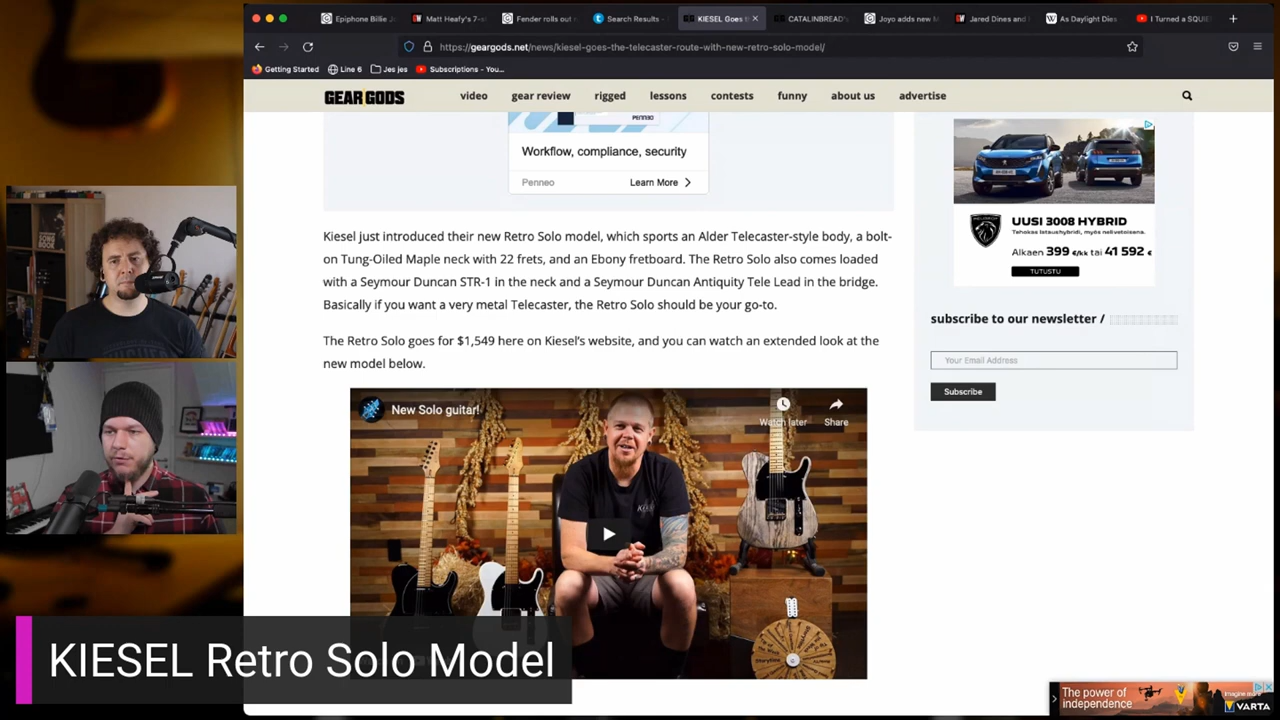 Epiphone Billie J
Matt Heafy's 7-s
Fender rolls out n
Search Results -
KIESEL Goes t
CATALINBREAD'
Joyo adds new M
Jared Dines and
As Daylight Dies
I Turned a SQUIE
https://geargods.net/news/kiesel-goes-the-telecaster-route-with-new-retro-solo-model/
Getting Started
Line 6
Jes jes
Subscriptions - You...
GEAR GODS
video
gear review
rigged
lessons
contests
funny
about us
advertise
PENNEO
Workflow, compliance, security
Penneo
Learn More
Kiesel just introduced their new Retro Solo model, which sports an Alder Telecaster-style body, a bolt-
on Tung-Oiled Maple neck with 22 frets, and an Ebony fretboard. The Retro Solo also comes loaded
with a Seymour Duncan STR-1 in the neck and a Seymour Duncan Antiquity Tele Lead in the bridge.
Basically if you want a very metal Telecaster, the Retro Solo should be your go-to.
The Retro Solo goes for $1,549 here on Kiesel's website, and you can watch an extended look at the
new model below.
New Solo guitar!
Watch later
Share
UUSI 3008 HYBRID
Tehokas lataushybridi, myös nelivetoisena.
Alkaen 399 €/kk tai 41 592 €
TUTUSTU
subscribe to our newsletter /
Your Email Address
Subscribe
KIESEL Retro Solo Model
The power of
independence
VARTA